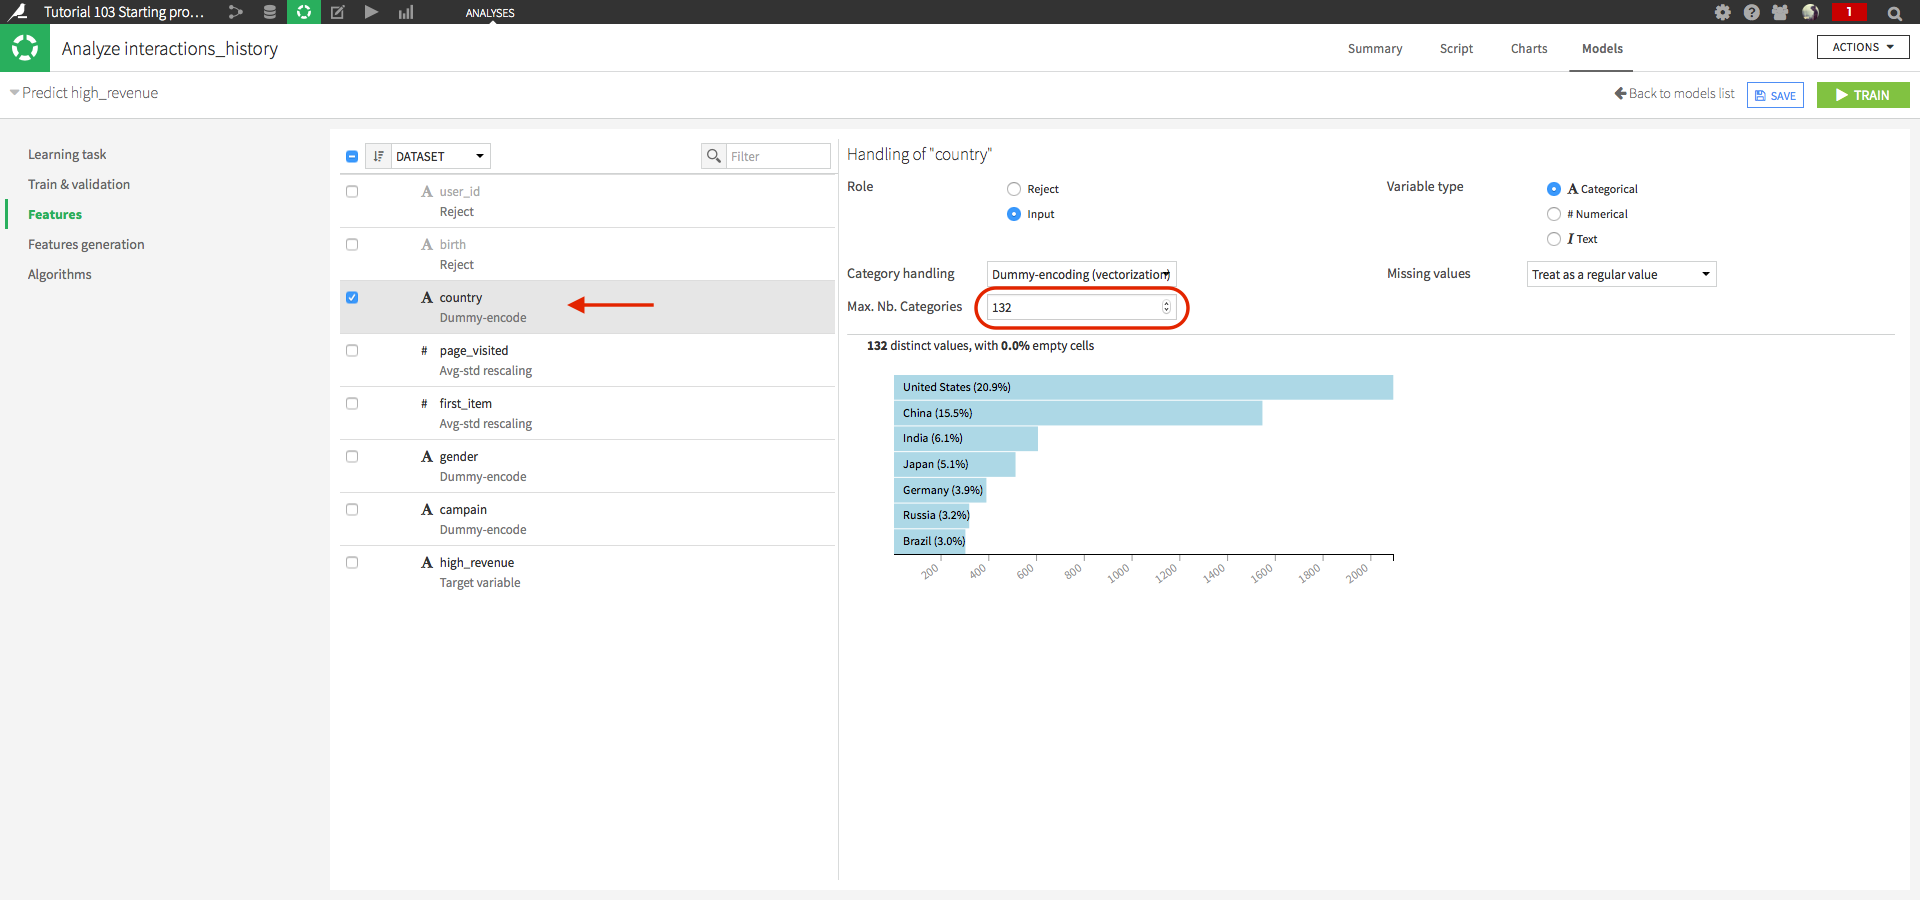 Tutorial 103 Starting pro...
ANALYSES
1
Analyze interactions_history
Summary
Script
Charts
Models
ACTIONS
Predict high_revenue
Back to models list
SAVE
TRAIN
Learning task
Train & validation
Features
Features generation
Algorithms
DATASET
Filter
A user_id
Reject
A birth
Reject
A country
Dummy-encode
# page_visited
Avg-std rescaling
# first_item
Avg-std rescaling
A gender
Dummy-encode
A campain
Dummy-encode
A high_revenue
Target variable
Handling of "country"
Role
Reject
Input
Variable type
A Categorical
# Numerical
I Text
Category handling
Dummy-encoding (vectorization)
Missing values
Treat as a regular value
Max. Nb. Categories
132
132 distinct values, with 0.0% empty cells
United States (20.9%)
China (15.5%)
India (6.1%)
Japan (5.1%)
Germany (3.9%)
Russia (3.2%)
Brazil (3.0%)
200 400 600 800 1000 1200 1400 1600 1800 2000